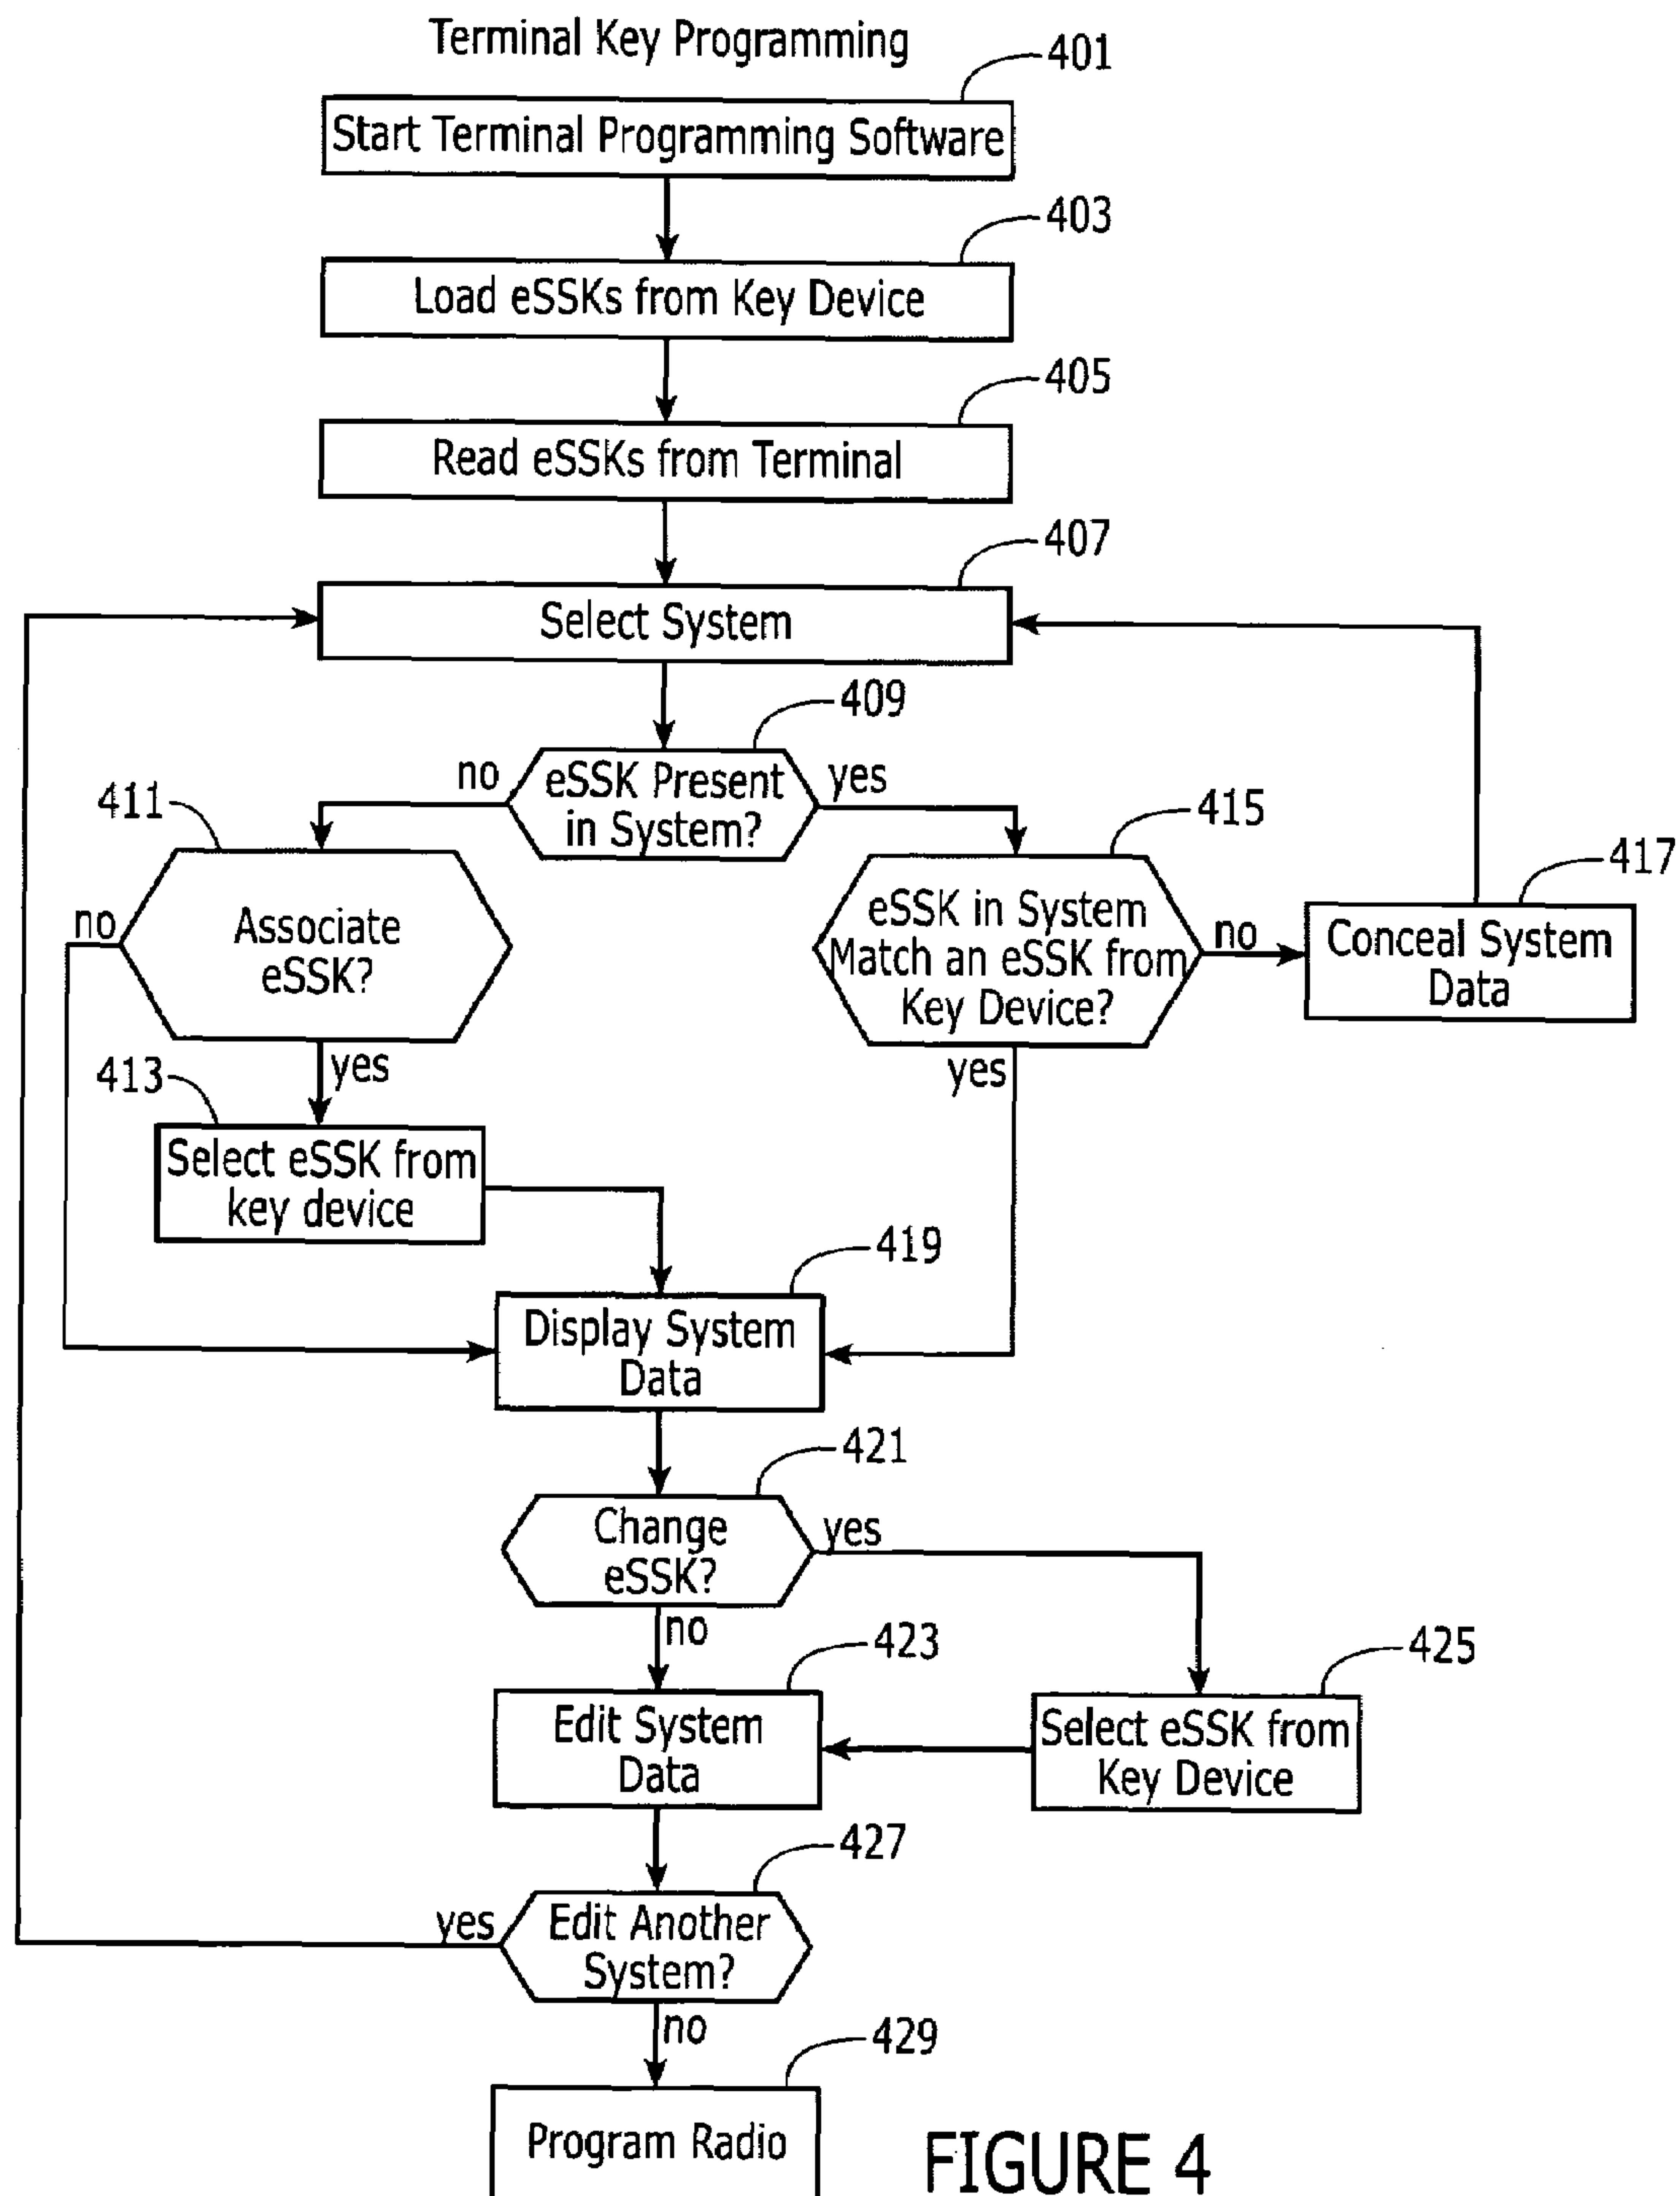 Terminal Key Programming
401
Start Terminal Programming Software
403
Load eSSKs from Key Device
405
Read eSSKs from Terminal
407
Select System
409
no
eSSK Present
in System?
yes
411
Associate
eSSK?
no
yes
415
eSSK in System
Match an eSSK from
Key Device?
no
yes
417
Conceal System
Data
413
Select eSSK from
key device
419
Display System
Data
421
Change
eSSK?
yes
no
423
Edit System
Data
425
Select eSSK from
Key Device
427
Edit Another
System?
yes
no
429
Program Radio
FIGURE 4